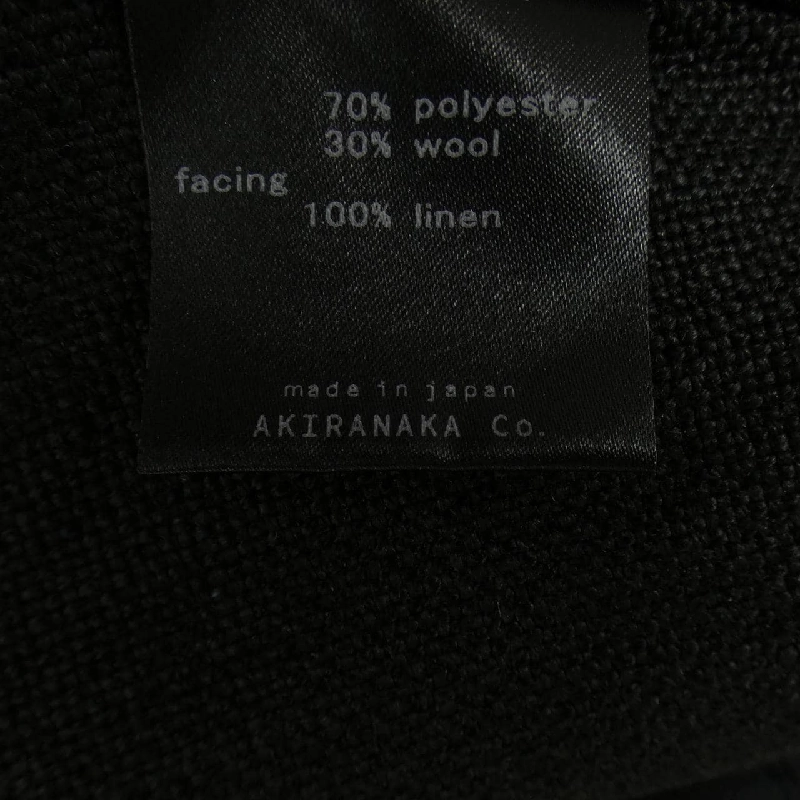 70% polyester
30% wool
facing
100% linen
made in japan
AKIRANAKA Co.